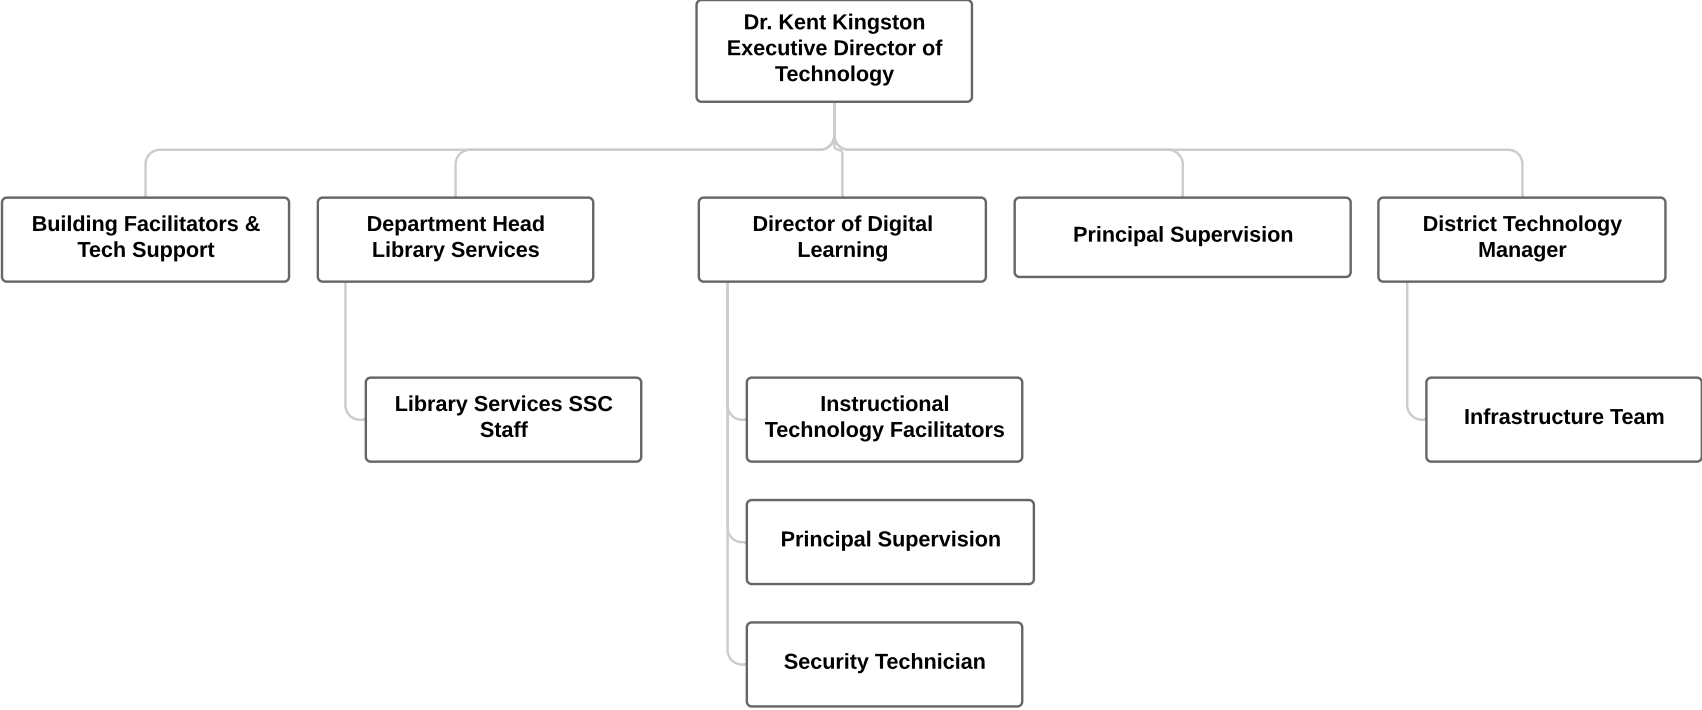 Dr. Kent Kingston
Executive Director of
Technology
Building Facilitators &
Tech Support
Department Head
Library Services
Director of Digital
Learning
Principal Supervision
District Technology
Manager
Library Services SSC
Staff
Instructional
Technology Facilitators
Infrastructure Team
Principal Supervision
Security Technician